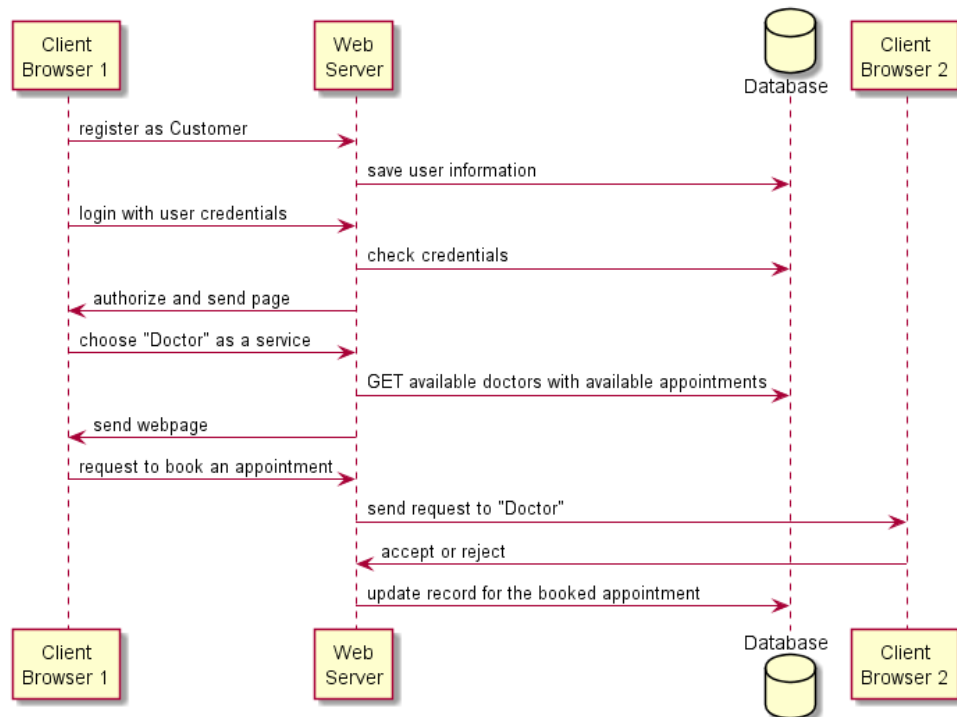 Client
Browser 1
Web
Server
Database
Client
Browser 2
register as Customer
save user information
login with user credentials
check credentials
authorize and send page
choose "Doctor" as a service
GET available doctors with available appointments
send webpage
request to book an appointment
send request to "Doctor"
accept or reject
update record for the booked appointment
Client
Browser 1
Web
Server
Database
Client
Browser 2